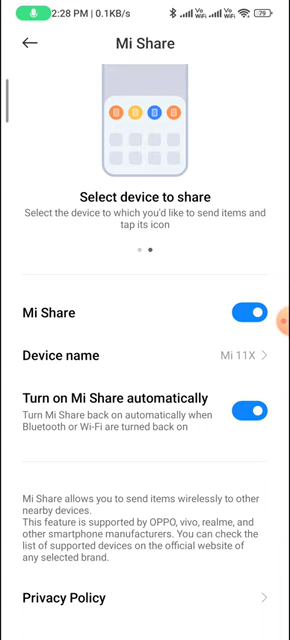 2:28 PM | 0.1KB/s Vo WiFi Vo WiFi 79
Mi Share
Select device to share
Select the device to which you'd like to send items and
tap its icon
Mi Share
Device name Mi 11X
Turn on Mi Share automatically
Turn Mi Share back on automatically when
Bluetooth or Wi-Fi are turned back on
Mi Share allows you to send items wirelessly to other
nearby devices.
This feature is supported by OPPO, vivo, realme, and
other smartphone manufacturers. You can check the
list of supported devices on the official website of
any selected brand.
Privacy Policy